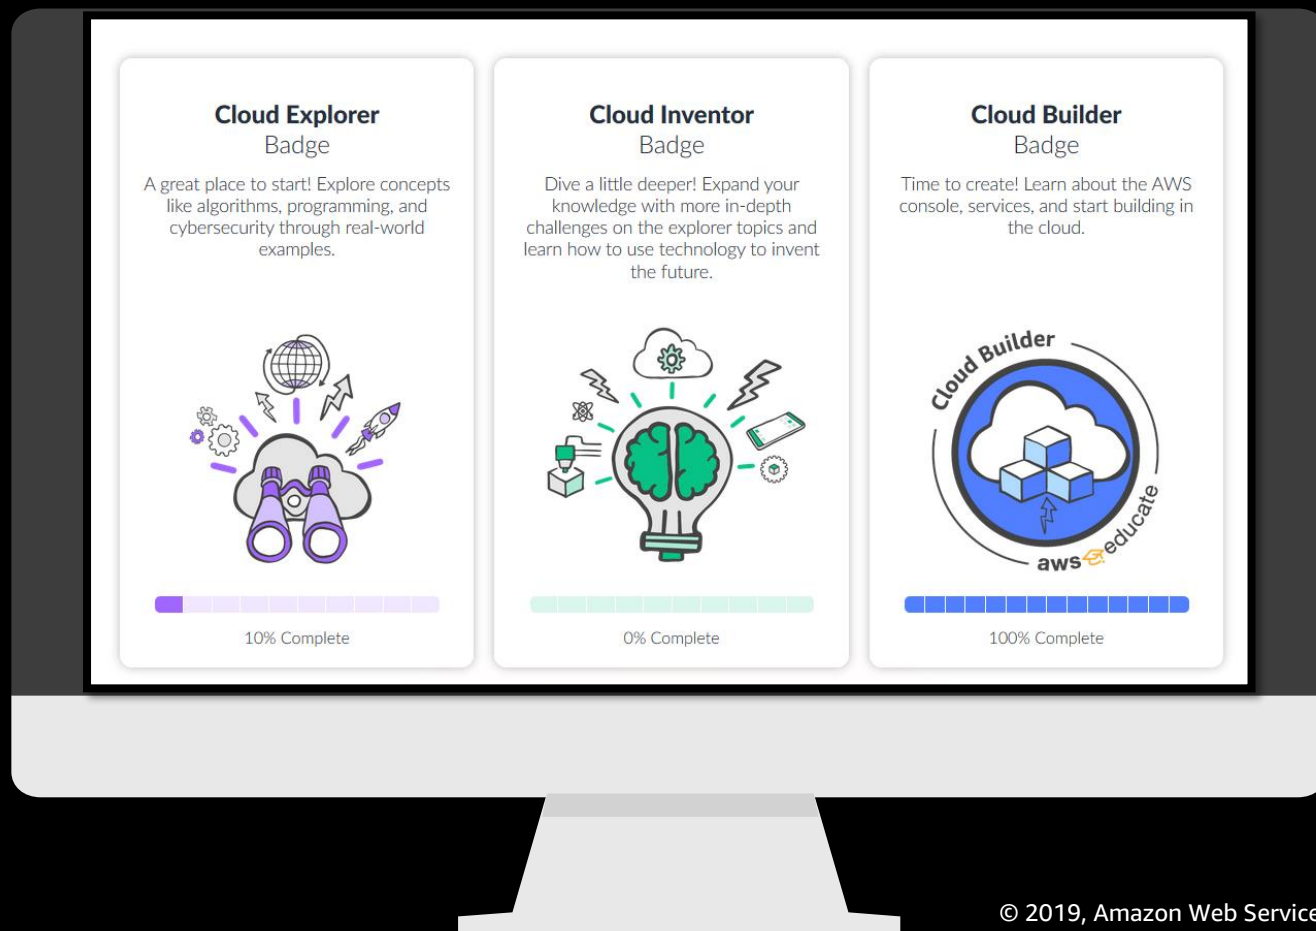 Cloud Explorer
Badge
A great place to start! Explore concepts
like algorithms, programming, and
cybersecurity through real-world
examples.
10% Complete
Cloud Inventor
Badge
Dive a little deeper! Expand your
knowledge with more in-depth
challenges on the explorer topics and
learn how to use technology to invent
the future.
0% Complete
Cloud Builder
Badge
Time to create! Learn about the AWS
console, services, and start building in
the cloud.
Cloud Builder
aws educate
100% Complete
© 2019, Amazon Web Service